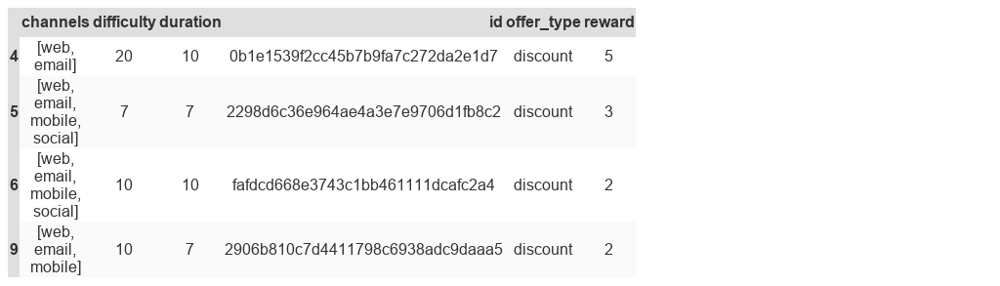 channels difficulty duration id offer_type reward
[web,
4 email] 20 10 0b1e1539f2cc45b7b9fa7c272da2e1d7 discount 5
[web,
email,
5 7 7 2298d6c36e964ae4a3e7e9706d1fb8c2 discount 3
mobile,
social]
[web,
email,
6 10 10 fafdcd668e3743c1bb461111dcafc2a4 discount 2
mobile,
social]
[web,
9 email, 10 7 2906b810c7d4411798c6938adc9daaa5 discount 2
mobile]